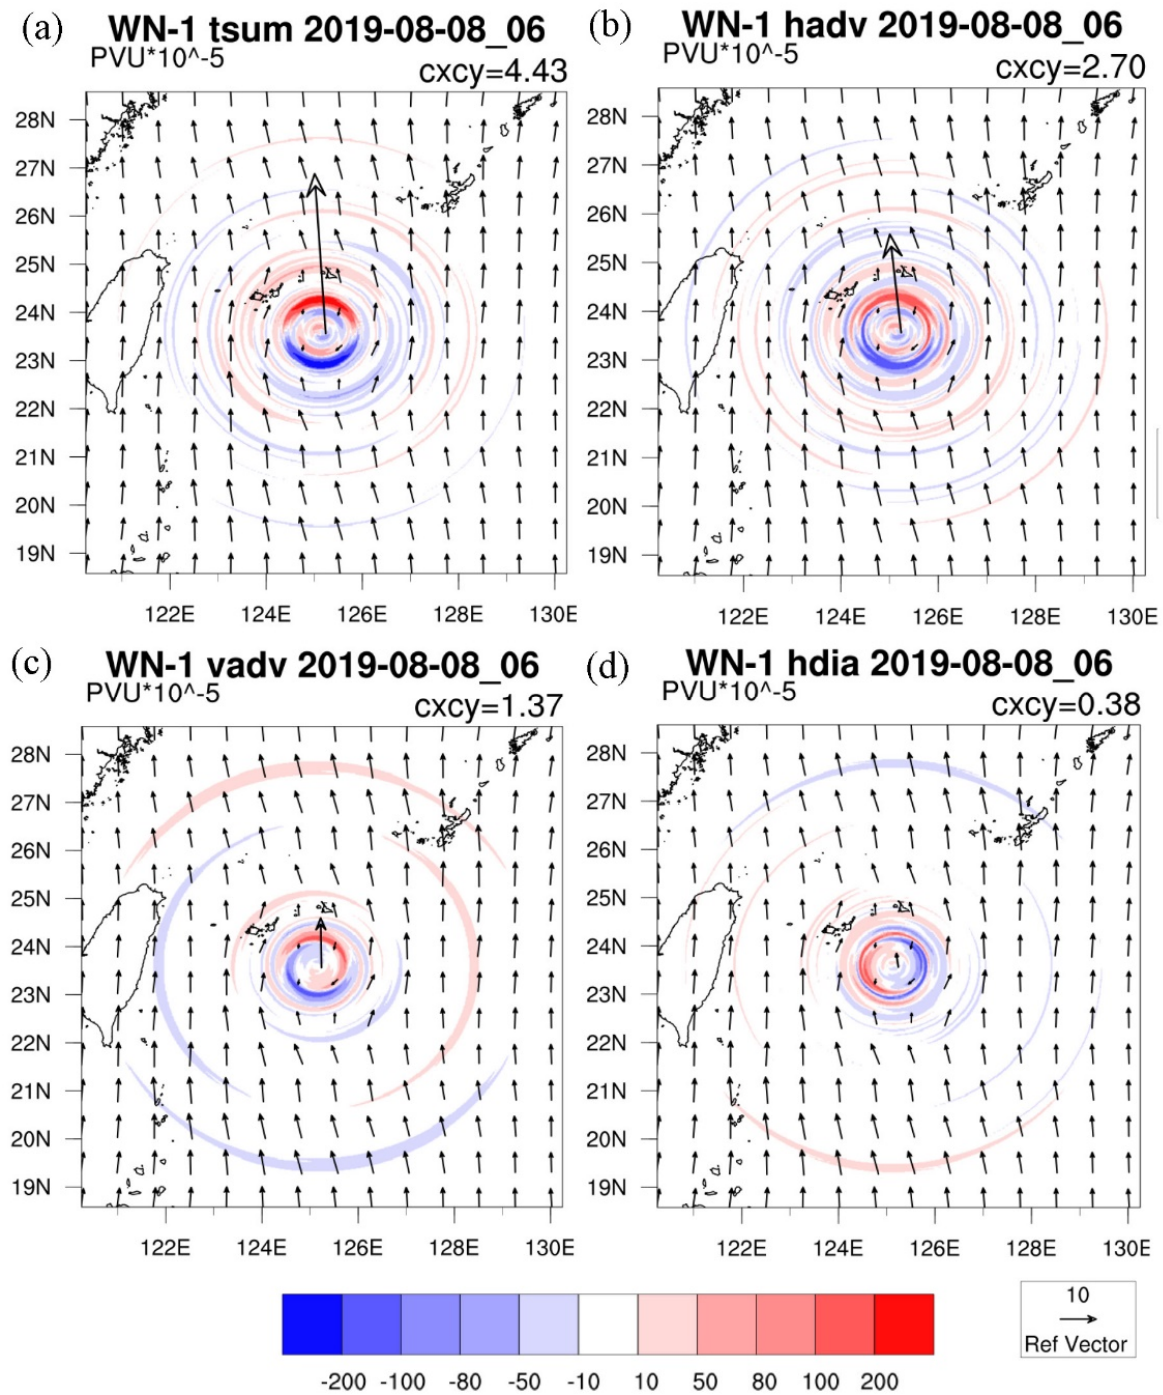 (a) WN-1 tsum 2019-08-08_06
PVU*10^-5
cxcy=4.43
28N
27N
26N
25N
24N
23N
22N
21N
20N
19N
122E 124E 126E 128E 130E
(b) WN-1 hadv 2019-08-08_06
PVU*10^-5
cxcy=2.70
28N
27N
26N
25N
24N
23N
22N
21N
20N
19N
122E 124E 126E 128E 130E
(c) WN-1 vadv 2019-08-08_06
PVU*10^-5
cxcy=1.37
28N
27N
26N
25N
24N
23N
22N
21N
20N
19N
122E 124E 126E 128E 130E
(d) WN-1 hdia 2019-08-08_06
PVU*10^-5
cxcy=0.38
28N
27N
26N
25N
24N
23N
22N
21N
20N
19N
122E 124E 126E 128E 130E
-200 -100 -80 -50 -10 10 50 80 100 200
10
Ref Vector